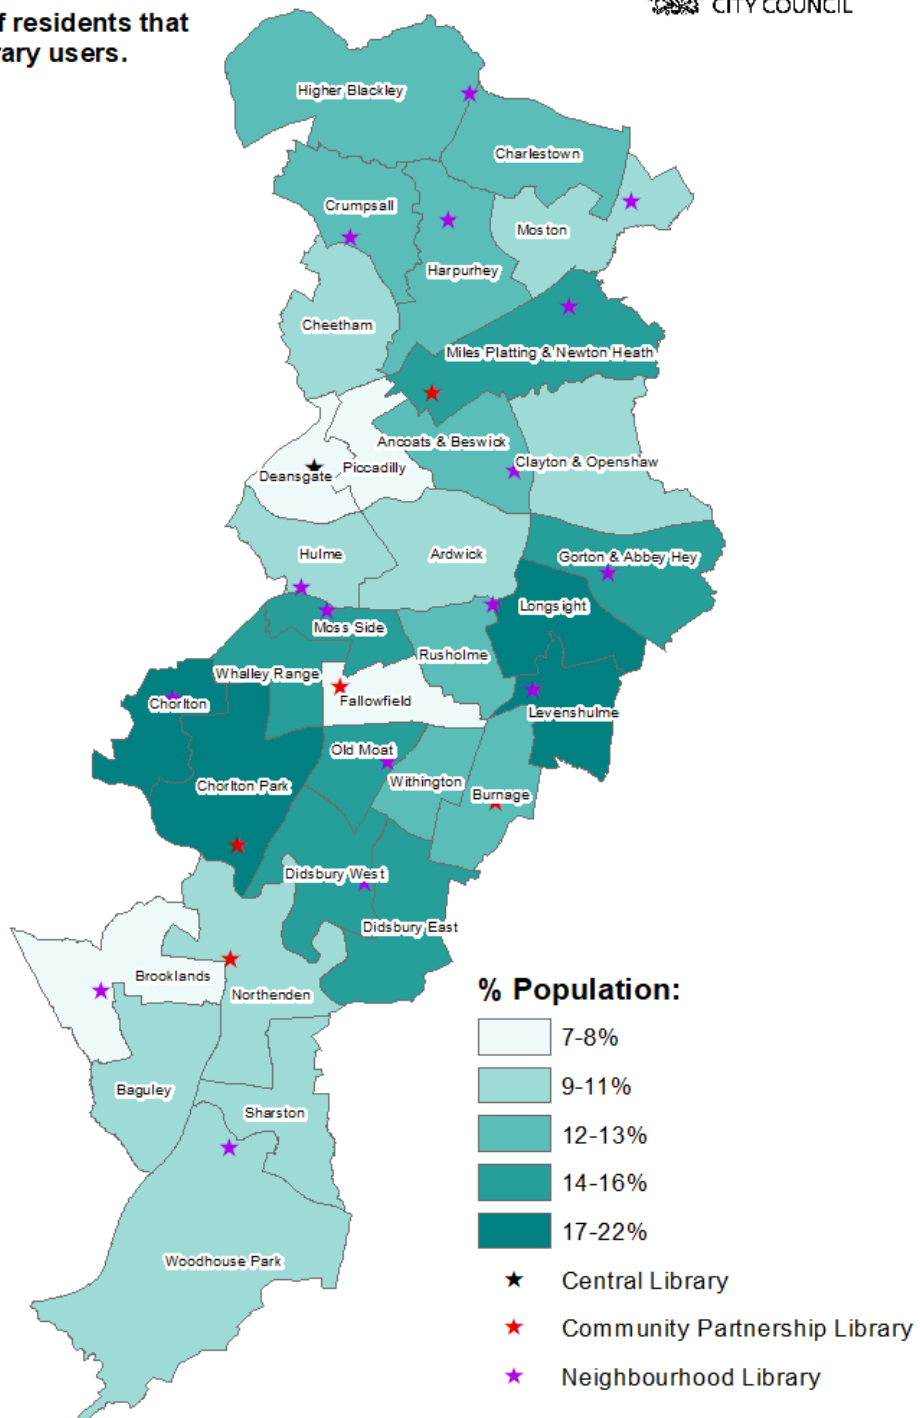 f residents that
rary users.
CITY COUNCIL
Higher Blackley
Charlestown
Crumpsall
Moston
Harpurhey
Cheetham
Miles Platting & Newton Heath
Ancoats & Beswick
Clayton & Openshaw
Piccadilly
Deansgate
Hulme
Ardwick
Gorton & Abbey Hey
Longsight
Moss Side
Rusholme
Whalley Range
Fallowfield
Chorlton
Levenshulme
Old Moat
Withington
Chorlton Park
Burnage
Didsbury West
Didsbury East
Brooklands
Northenden
Baguley
Sharston
Woodhouse Park
% Population:
7-8%
9-11%
12-13%
14-16%
17-22%
Central Library
Community Partnership Library
Neighbourhood Library